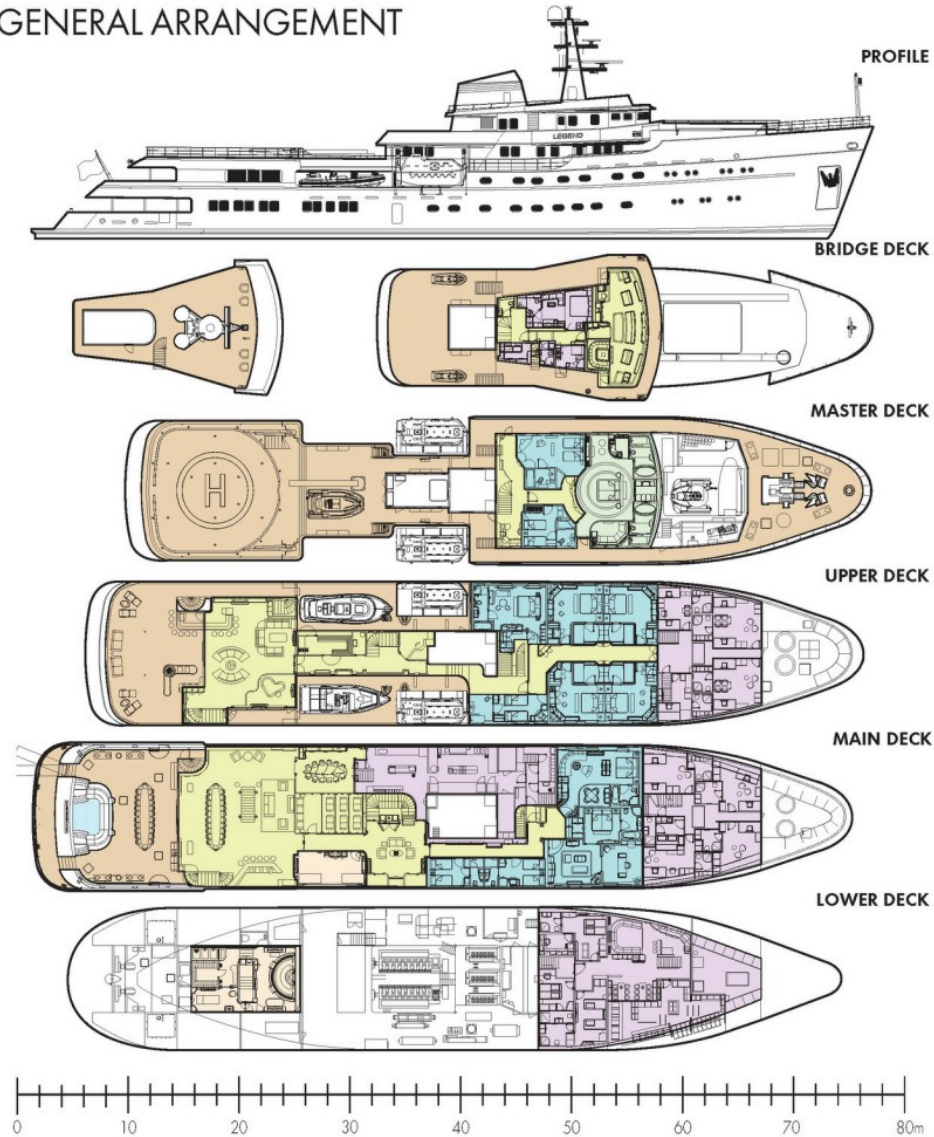 GENERAL ARRANGEMENT
PROFILE
LEGEND
BRIDGE DECK
MASTER DECK
H
UPPER DECK
MAIN DECK
LOWER DECK
0 10 20 30 40 50 60 70 80m